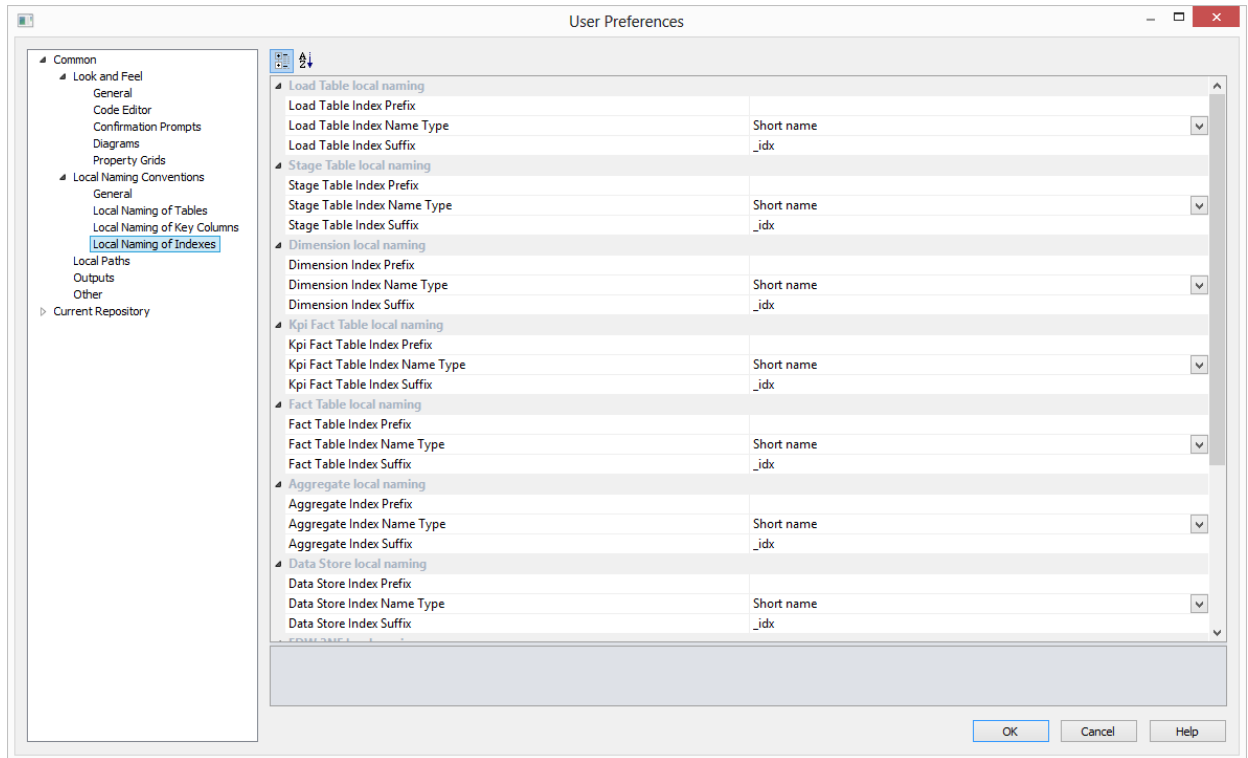 User Preferences
Common
Look and Feel
General
Code Editor
Confirmation Prompts
Diagrams
Property Grids
Local Naming Conventions
General
Local Naming of Tables
Local Naming of Key Columns
Local Naming of Indexes
Local Paths
Outputs
Other
Current Repository
Load Table local naming
Load Table Index Prefix
Load Table Index Name Type Short name
Load Table Index Suffix _idx
Stage Table local naming
Stage Table Index Prefix
Stage Table Index Name Type Short name
Stage Table Index Suffix _idx
Dimension local naming
Dimension Index Prefix
Dimension Index Name Type Short name
Dimension Index Suffix _idx
Kpi Fact Table local naming
Kpi Fact Table Index Prefix
Kpi Fact Table Index Name Type Short name
Kpi Fact Table Index Suffix _idx
Fact Table local naming
Fact Table Index Prefix
Fact Table Index Name Type Short name
Fact Table Index Suffix _idx
Aggregate local naming
Aggregate Index Prefix
Aggregate Index Name Type Short name
Aggregate Index Suffix _idx
Data Store local naming
Data Store Index Prefix
Data Store Index Name Type Short name
Data Store Index Suffix _idx
OK Cancel Help